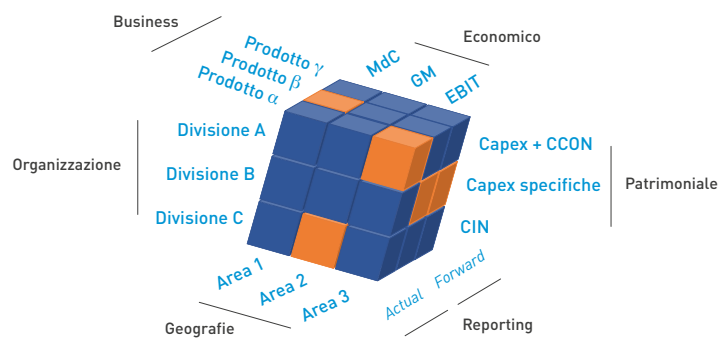 Business
Economico
Prodotto γ
Prodotto β
Prodotto α
MdC
GM
EBIT
Organizzazione
Divisione A
Divisione B
Divisione C
Capex + CCON
Capex specifiche
CIN
Patrimoniale
Area 1
Area 2
Area 3
Actual
Forward
Geografie
Reporting